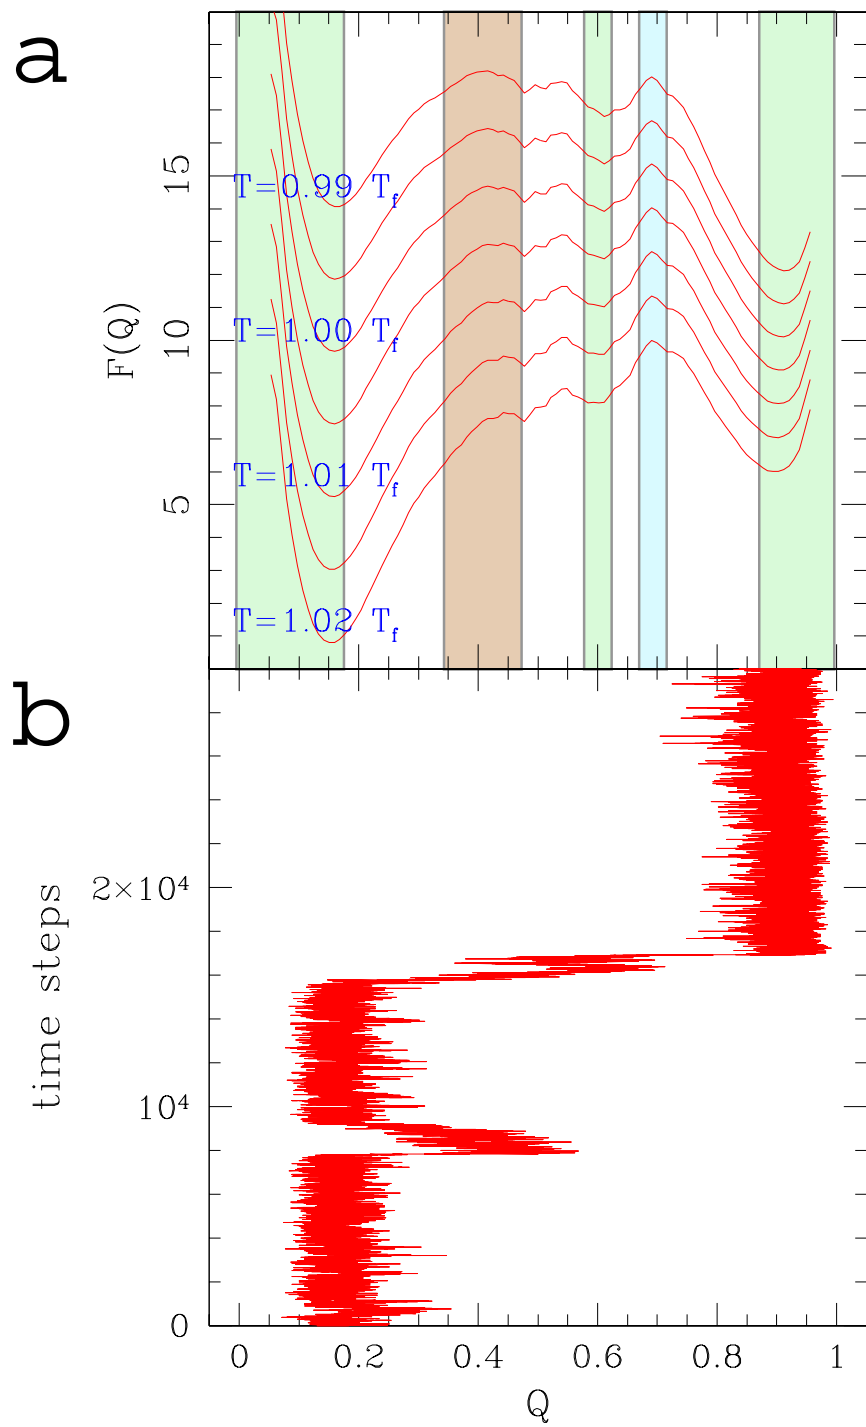 a
15
T=0.99 T_f
F(Q)
10
T=1.00 T_f
5
T=1.01 T_f
T=1.02 T_f
b
time steps
2×10⁴
10⁴
0
0 0.2 0.4 0.6 0.8 1
Q